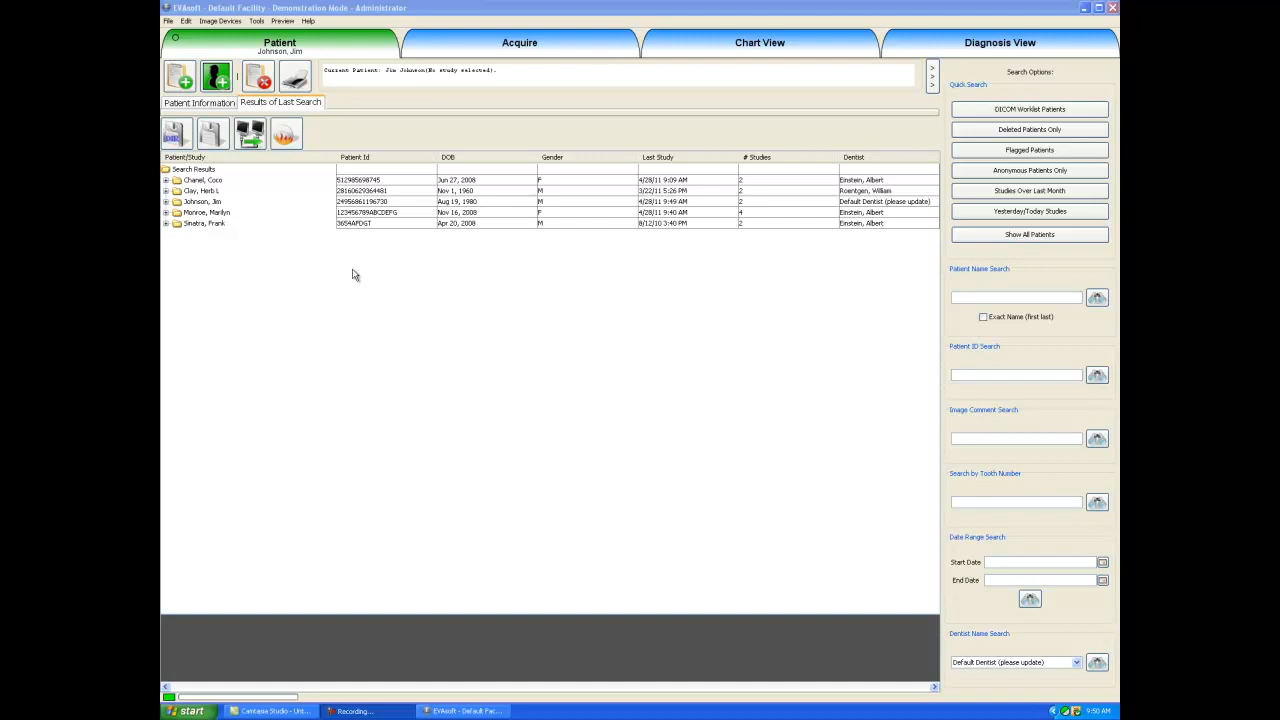 EVAsoft - Default Facility - Demonstration Mode - Administrator
File Edit Image Devices Tools Preview Help
Patient Acquire Chart View Diagnosis View
Johnson, Jim
Current Patient: Jim Johnson(No study selected).
>
>
>
Patient Information Results of Last Search
DIR
Patient/Study Patient Id DOB Gender Last Study # Studies Dentist
Search Results
Chanel, Coco 512985698745 Jun 27, 2008 F 4/28/11 9:09 AM 2 Einstein, Albert
Clay, Herb L 28160629364481 Nov 1, 1960 M 3/22/11 5:26 PM 2 Roentgen, William
Johnson, Jim 24956861196730 Aug 19, 1980 M 4/28/11 9:49 AM 2 Default Dentist (please update)
Monroe, Marilyn 123456789ABCDEFG Nov 16, 2008 F 4/28/11 9:40 AM 4 Einstein, Albert
Sinatra, Frank 3654AFDGT Apr 20, 2008 M 8/12/10 3:40 PM 2 Einstein, Albert
Search Options:
Quick Search
DICOM Worklist Patients
Deleted Patients Only
Flagged Patients
Anonymous Patients Only
Studies Over Last Month
Yesterday/Today Studies
Show All Patients
Patient Name Search
Exact Name (first last)
Patient ID Search
Image Comment Search
Search by Tooth Number
Date Range Search
Start Date
End Date
Dentist Name Search
Default Dentist (please update)
start Camtasia Studio - Unt... Recording... EVAsoft - Default Fac... 9:50 AM